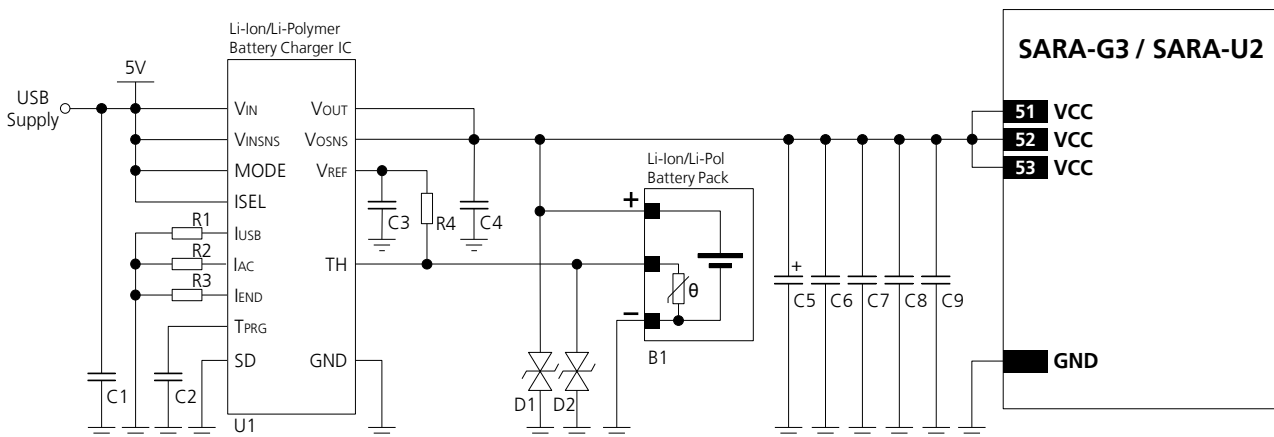 Li-Ion/Li-Polymer
Battery Charger IC
SARA-G3 / SARA-U2
5V
USB
Supply
VIN
VOUT
51 VCC
VINSNS
VOSNS
52 VCC
MODE
VREF
Li-Ion/Li-Pol
Battery Pack
53 VCC
ISEL
+
C3
R4
C4
R1
IUSB
R2
IAC
TH
R3
IEND
θ
+
C5
C6
C7
C8
C9
TPRG
–
B1
SD
GND
GND
C1
C2
D1
D2
U1